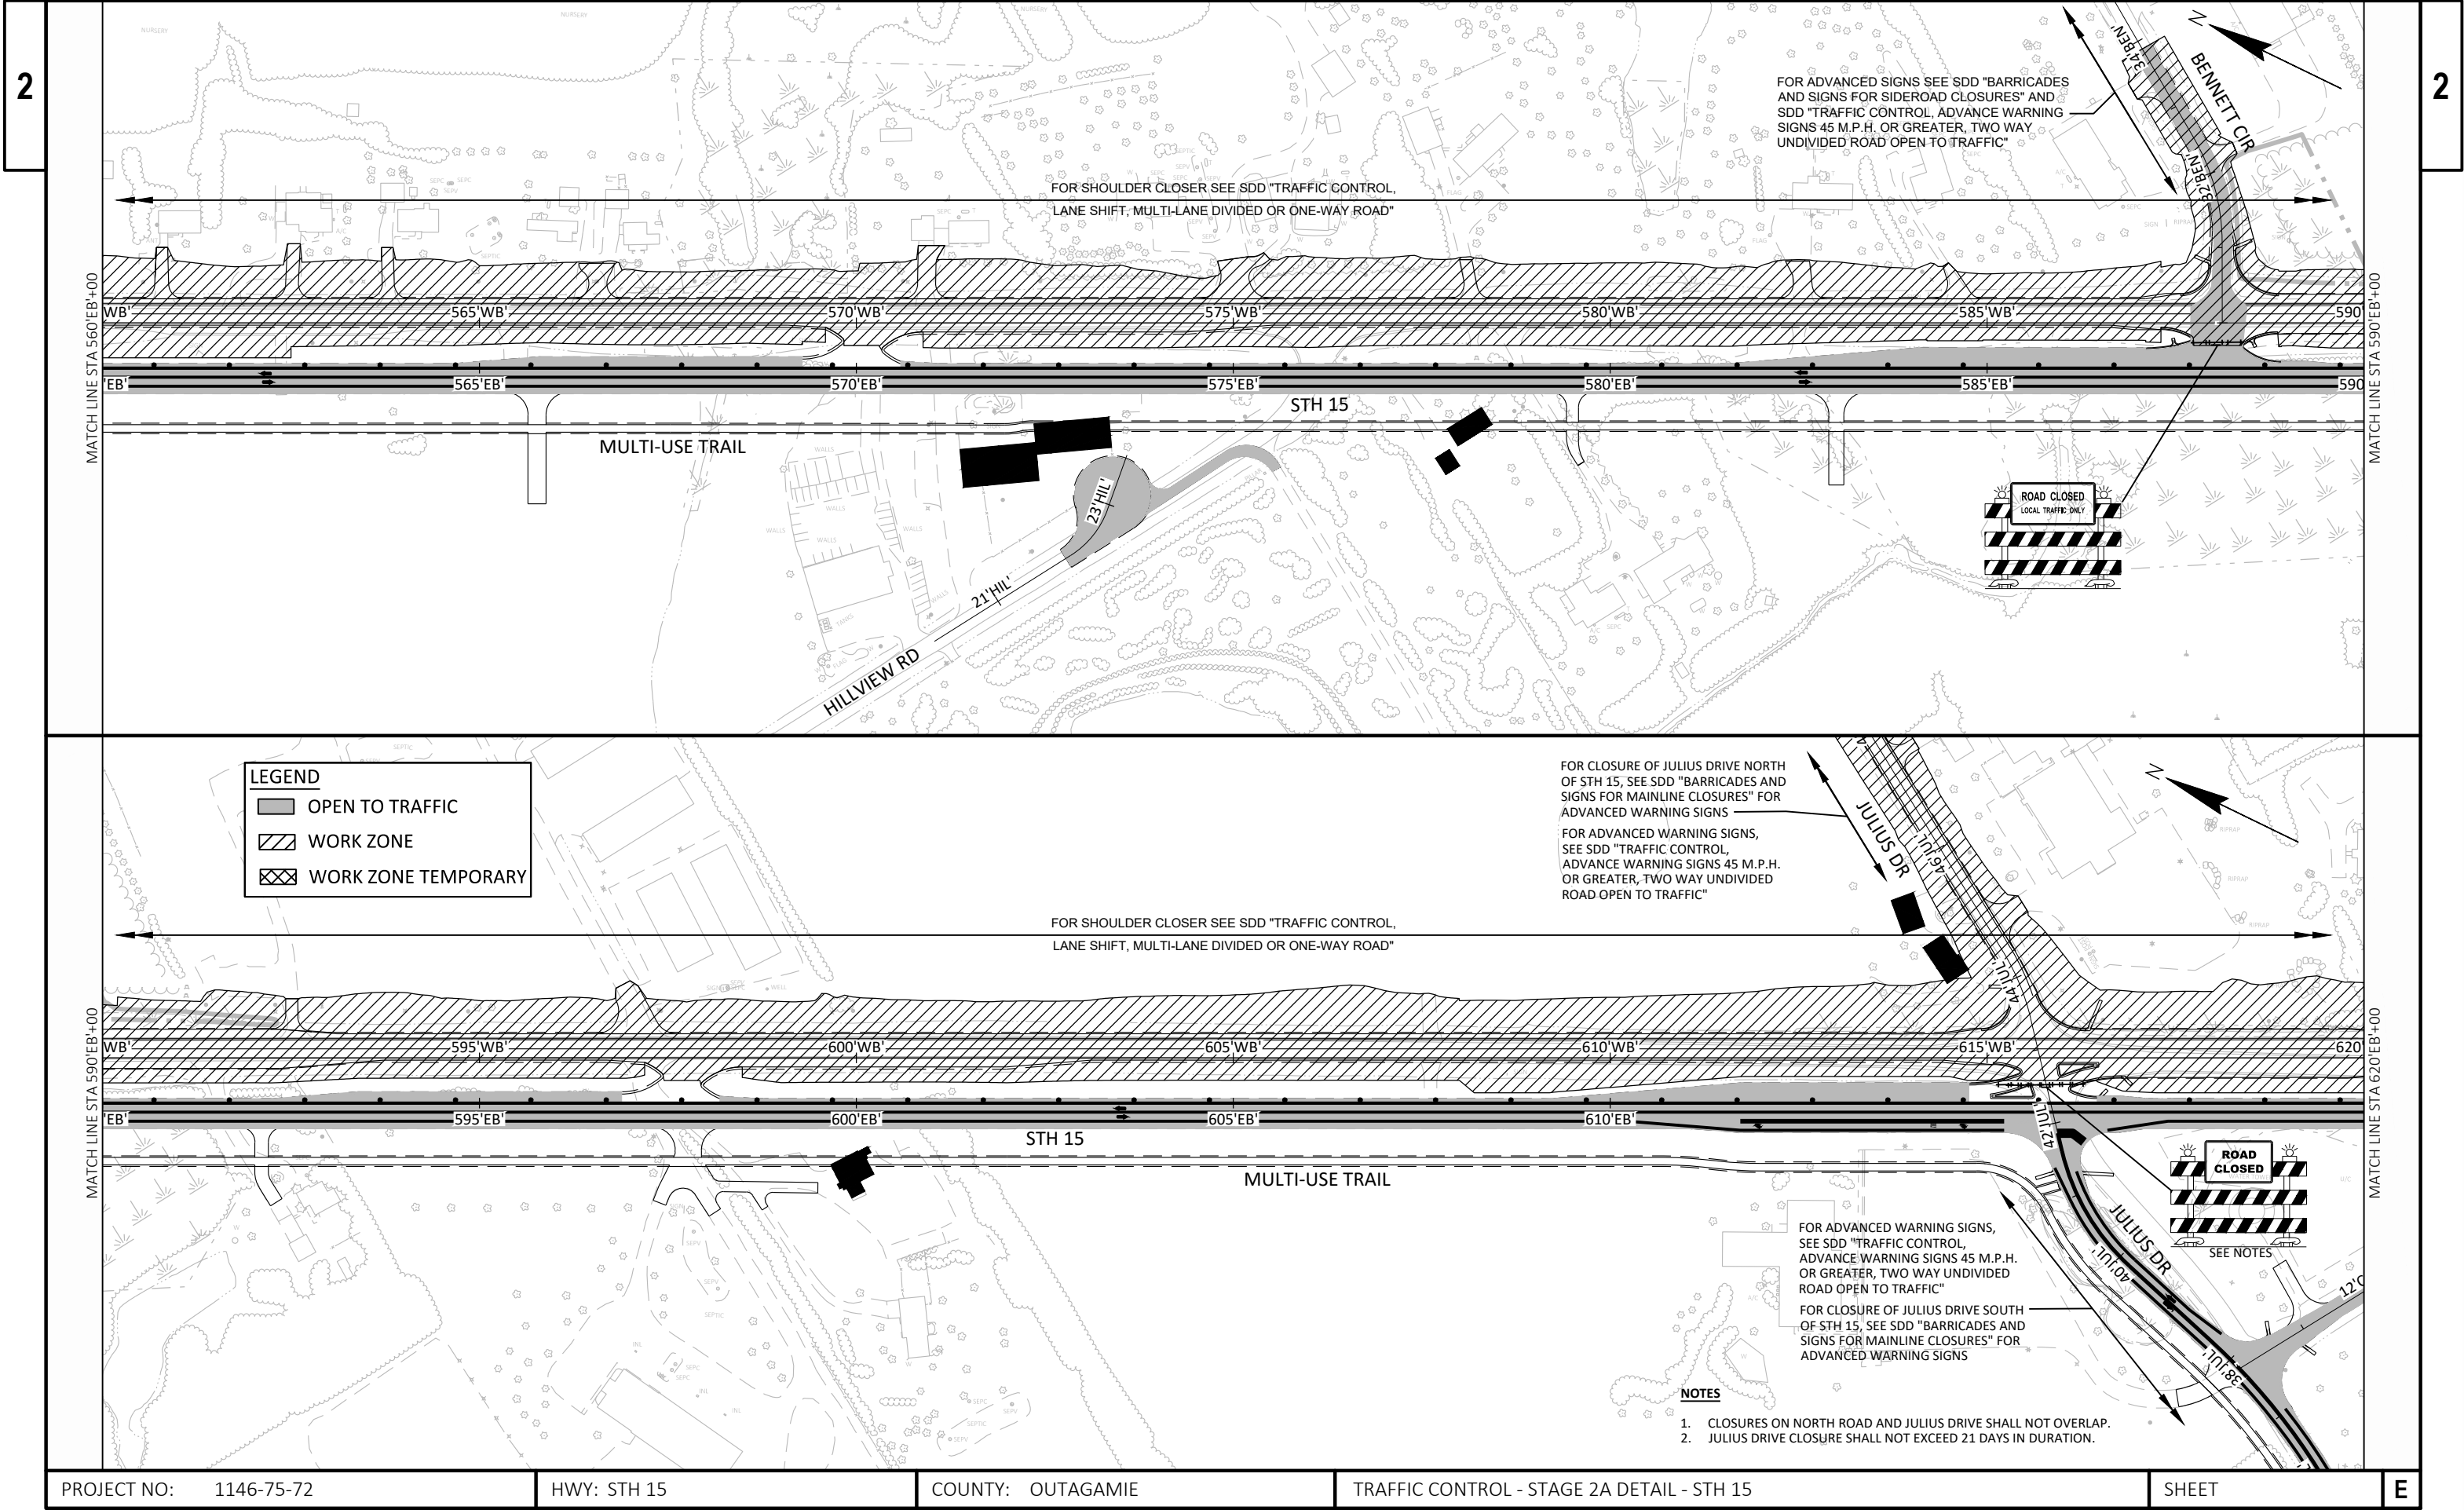 2
2
NURSERY
NURSERY
NURSERY
FOR ADVANCED SIGNS SEE SDD "BARRICADES
AND SIGNS FOR SIDEROAD CLOSURES" AND
SDD "TRAFFIC CONTROL, ADVANCE WARNING
SIGNS 45 M.P.H. OR GREATER, TWO WAY
UNDIVIDED ROAD OPEN TO TRAFFIC"
34'BEN'
BENNETT CIR
32'BEN'
N
FOR SHOULDER CLOSER SEE SDD "TRAFFIC CONTROL,
LANE SHIFT, MULTI-LANE DIVIDED OR ONE-WAY ROAD"
MATCH LINE STA 560'EB'+00
WB'
565'WB'
570'WB'
575'WB'
580'WB'
585'WB'
590'
MATCH LINE STA 590'EB'+00
'EB'
565'EB'
570'EB'
575'EB'
580'EB'
585'EB'
590
STH 15
MULTI-USE TRAIL
23'HIL'
21'HIL'
HILLVIEW RD
WALLS
WALLS
WALLS
WALLS
WALLS
WALLS
TANKS
FLAG
ROAD CLOSED
LOCAL TRAFFIC ONLY
LEGEND
OPEN TO TRAFFIC
WORK ZONE
WORK ZONE TEMPORARY
FOR CLOSURE OF JULIUS DRIVE NORTH
OF STH 15, SEE SDD "BARRICADES AND
SIGNS FOR MAINLINE CLOSURES" FOR
ADVANCED WARNING SIGNS
FOR ADVANCED WARNING SIGNS,
SEE SDD "TRAFFIC CONTROL,
ADVANCE WARNING SIGNS 45 M.P.H.
OR GREATER, TWO WAY UNDIVIDED
ROAD OPEN TO TRAFFIC"
JULIUS DR
46'JUL'
44'JUL'
N
RIPRAP
RIPRAP
RIPRAP
FOR SHOULDER CLOSER SEE SDD "TRAFFIC CONTROL,
LANE SHIFT, MULTI-LANE DIVIDED OR ONE-WAY ROAD"
MATCH LINE STA 590'EB'+00
WB'
595'WB'
600'WB'
605'WB'
610'WB'
615'WB'
620'
MATCH LINE STA 620'EB'+00
'EB'
595'EB'
600'EB'
605'EB'
610'EB'
42'JUL'
STH 15
MULTI-USE TRAIL
ROAD
CLOSED
SEE NOTES
JULIUS DR
40'JUL'
38'JUL'
FOR ADVANCED WARNING SIGNS,
SEE SDD "TRAFFIC CONTROL,
ADVANCE WARNING SIGNS 45 M.P.H.
OR GREATER, TWO WAY UNDIVIDED
ROAD OPEN TO TRAFFIC"
FOR CLOSURE OF JULIUS DRIVE SOUTH
OF STH 15, SEE SDD "BARRICADES AND
SIGNS FOR MAINLINE CLOSURES" FOR
ADVANCED WARNING SIGNS
NOTES
1. CLOSURES ON NORTH ROAD AND JULIUS DRIVE SHALL NOT OVERLAP.
2. JULIUS DRIVE CLOSURE SHALL NOT EXCEED 21 DAYS IN DURATION.
PROJECT NO: 1146-75-72
HWY: STH 15
COUNTY: OUTAGAMIE
TRAFFIC CONTROL - STAGE 2A DETAIL - STH 15
SHEET
E